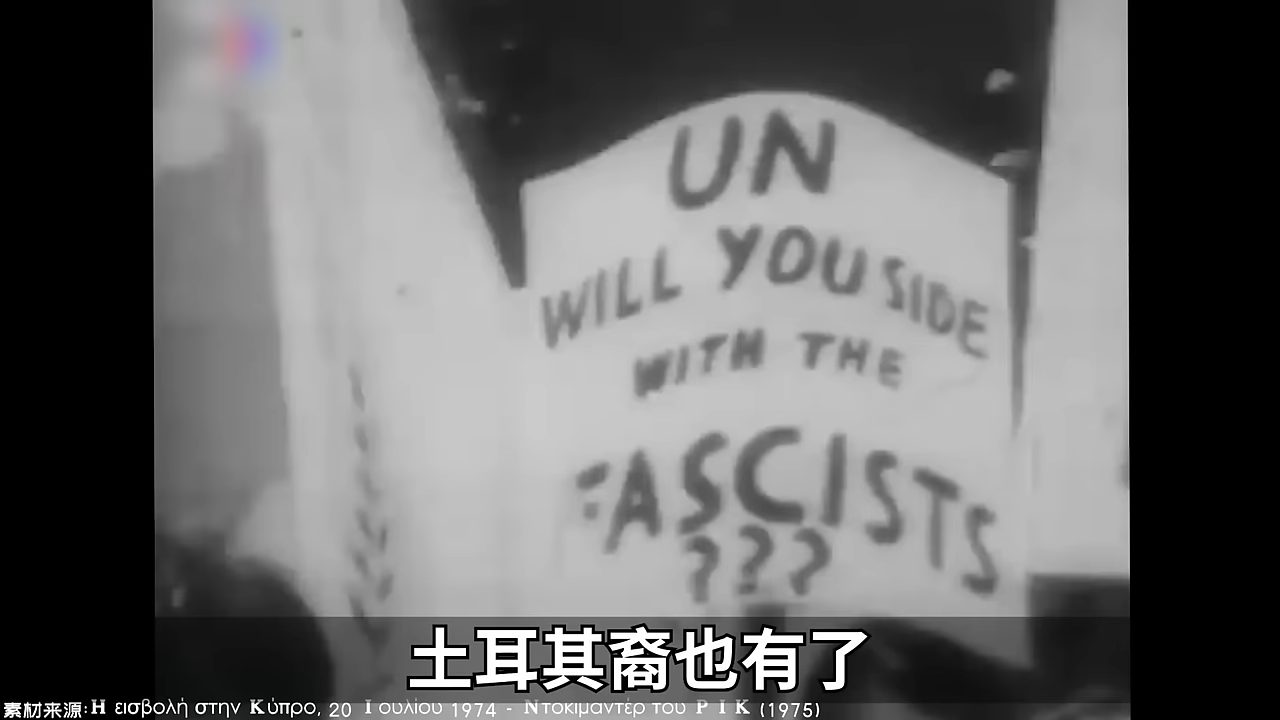 UN
WILL YOU SIDE
WITH THE
FASCISTS
???
土耳其裔也有了
素材来源:Η εισβολή στην Κύπρο, 20 Ιουλίου 1974 - Ντοκιμαντέρ του ΡΙΚ (1975)